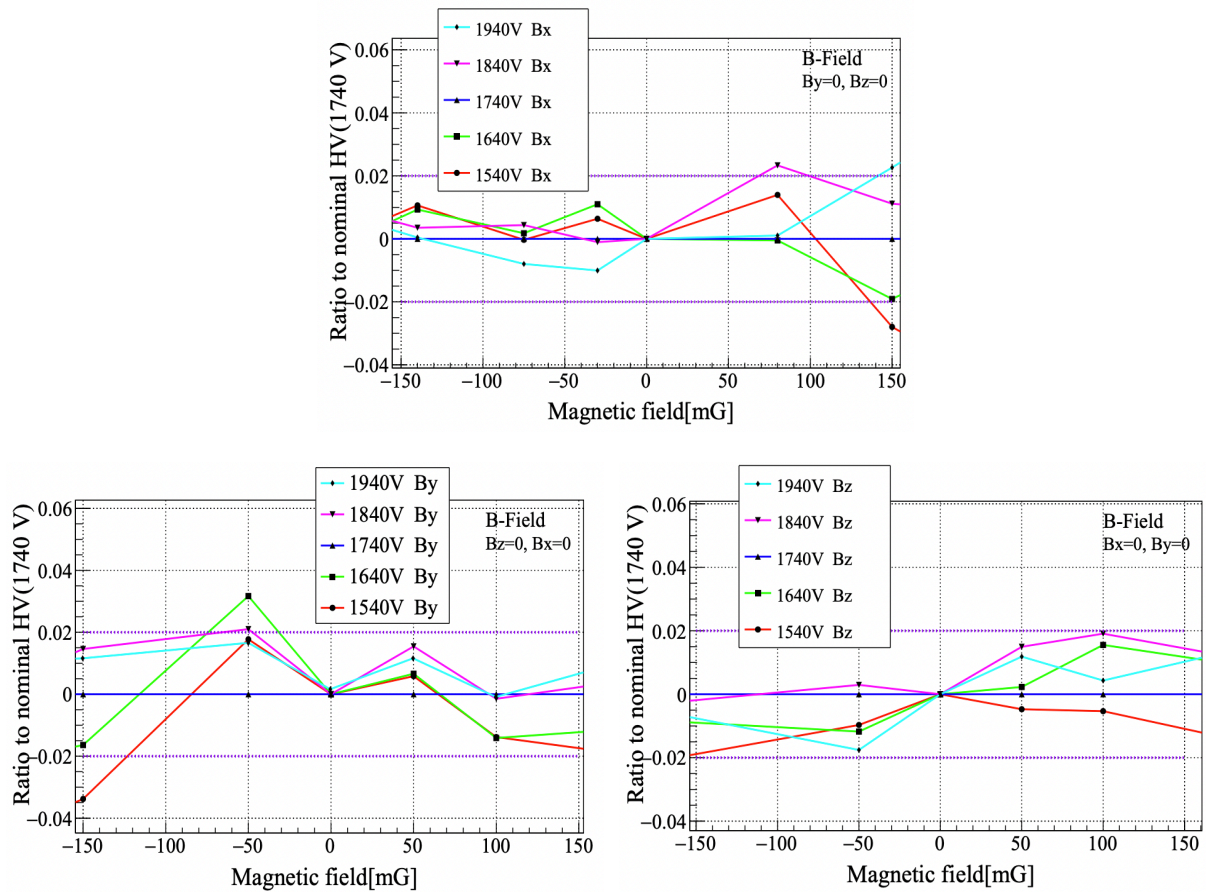 1940V Bx
1840V Bx
1740V Bx
1640V Bx
1540V Bx
B-Field
By=0, Bz=0
Ratio to nominal HV(1740 V)
0.06
0.04
0.02
0
−0.02
−0.04
−150
−100
−50
0
50
100
150
Magnetic field[mG]
1940V By
1840V By
1740V By
1640V By
1540V By
B-Field
Bz=0, Bx=0
Ratio to nominal HV(1740 V)
0.06
0.04
0.02
0
−0.02
−0.04
−150
−100
−50
0
50
100
150
Magnetic field[mG]
1940V Bz
1840V Bz
1740V Bz
1640V Bz
1540V Bz
B-Field
Bx=0, By=0
Ratio to nominal HV(1740 V)
0.06
0.04
0.02
0
−0.02
−0.04
−150
−100
−50
0
50
100
150
Magnetic field[mG]